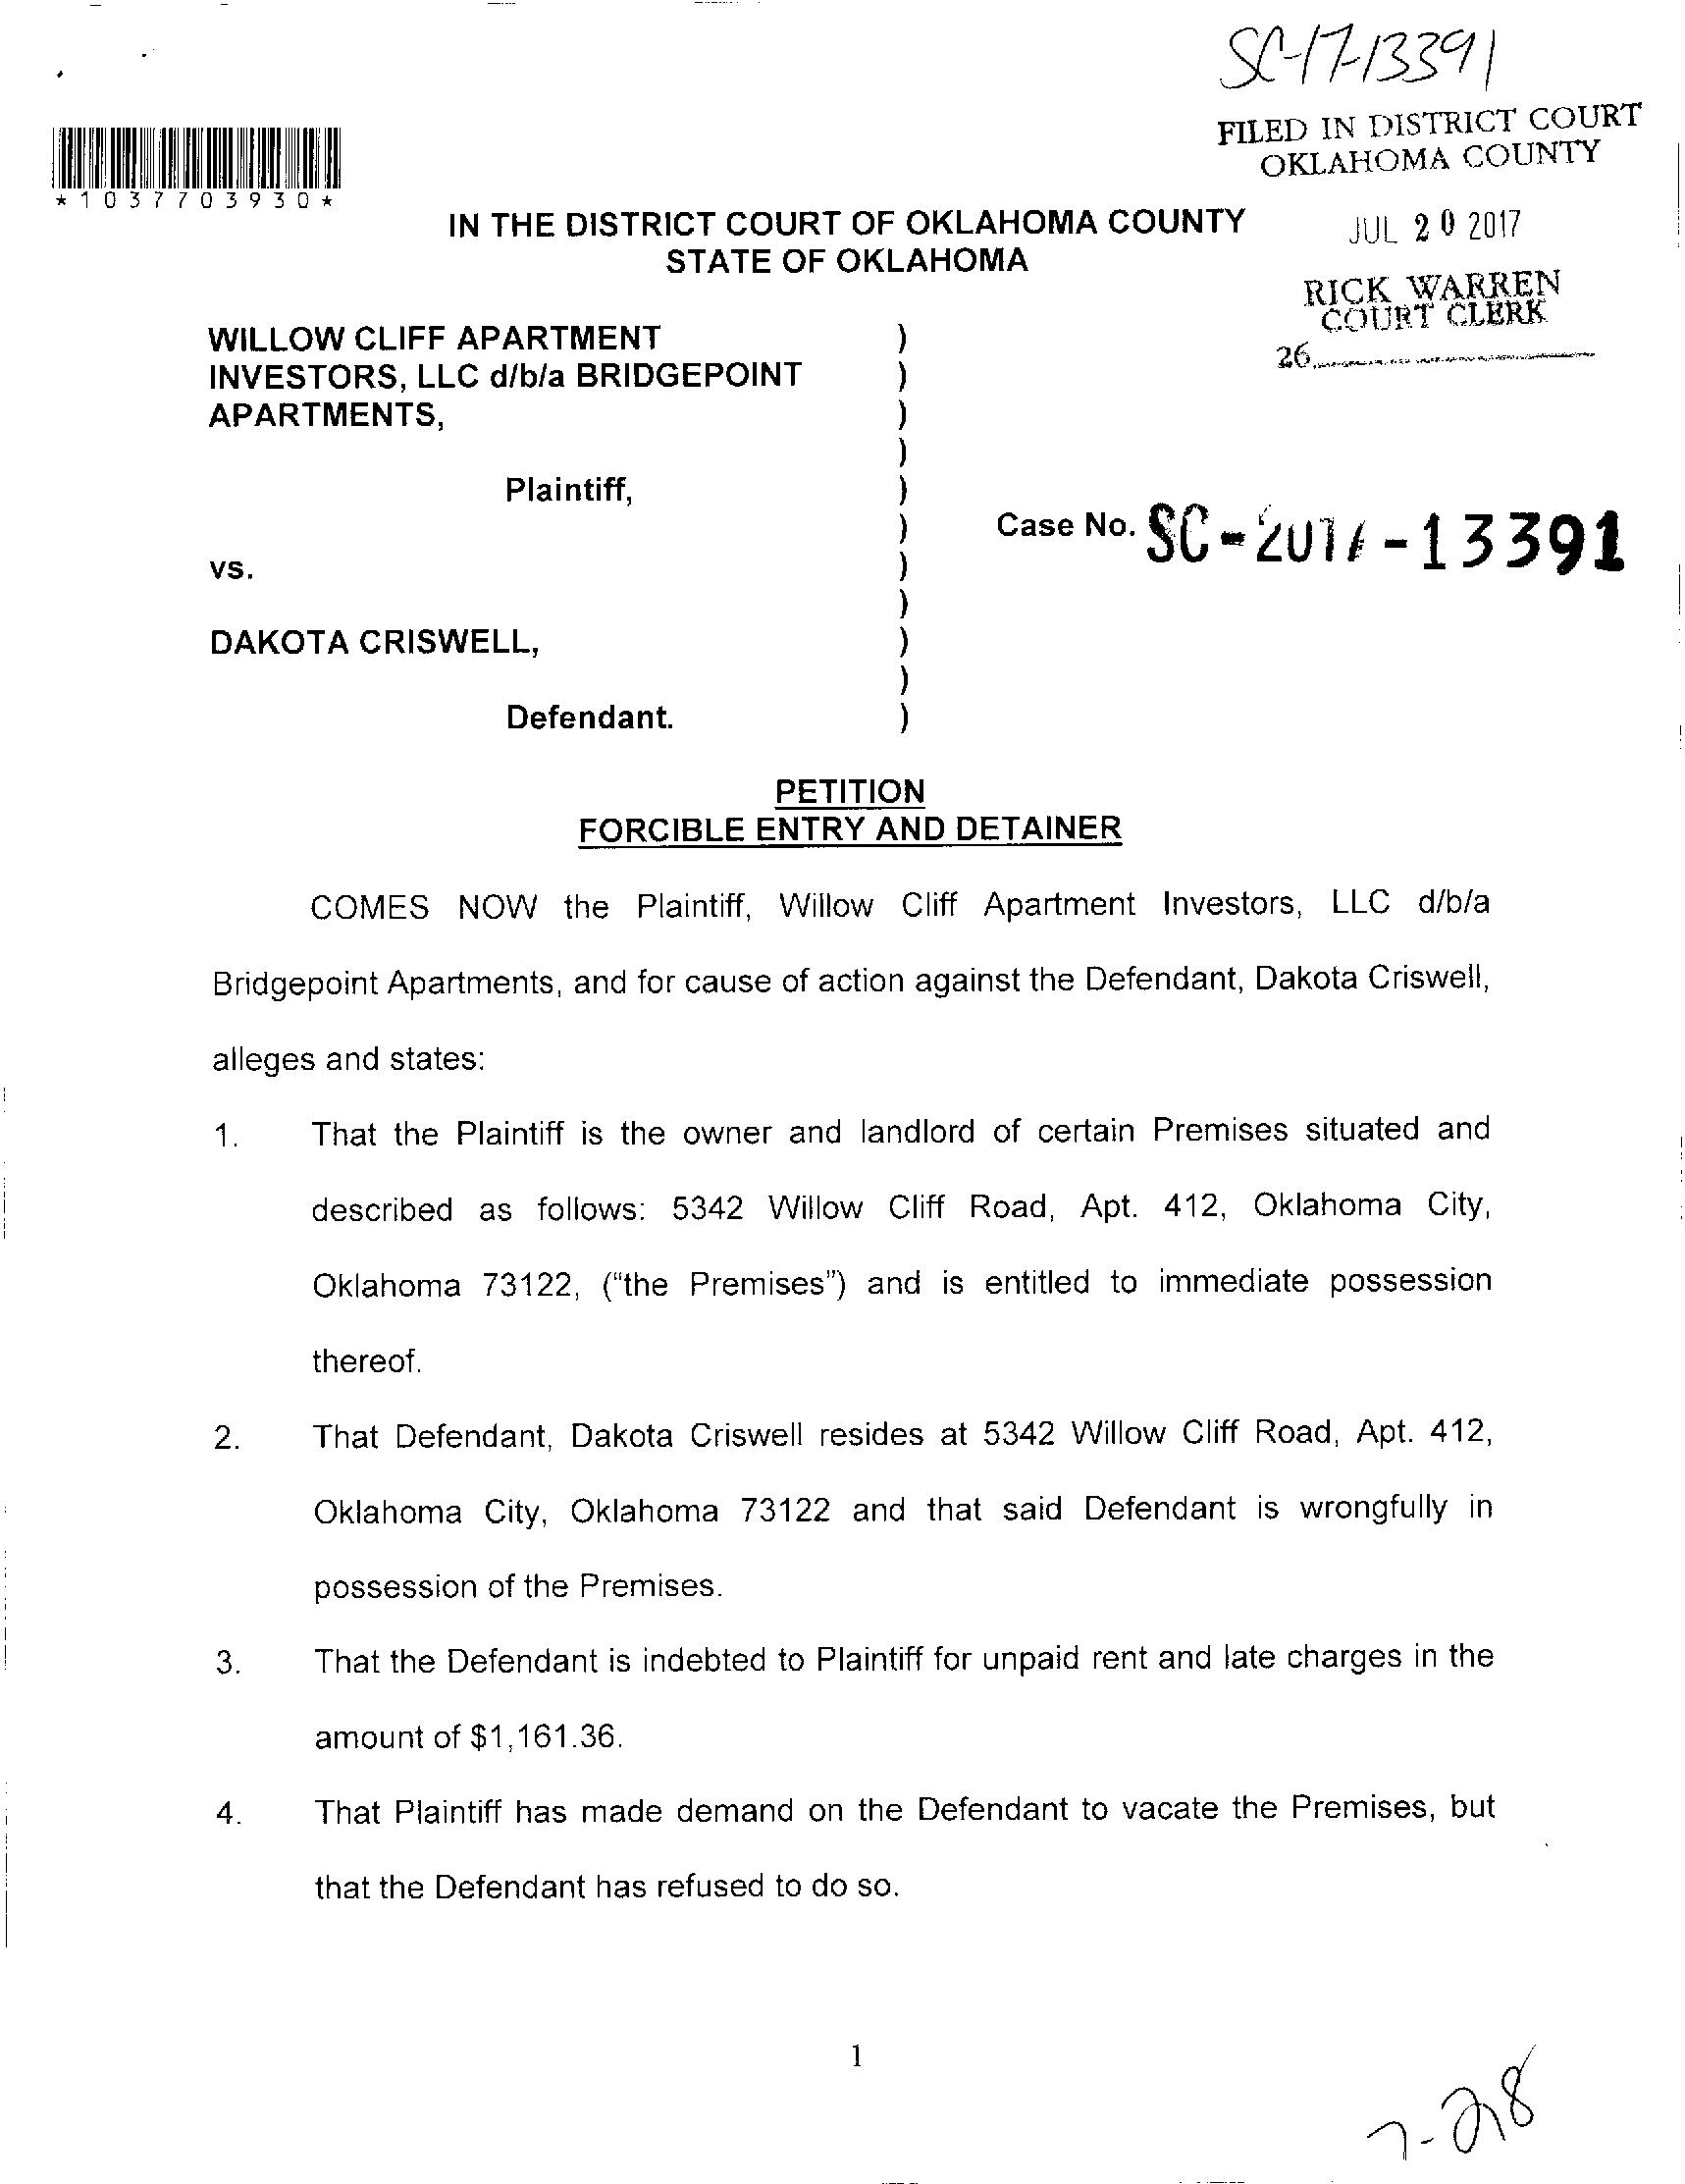 SC-17-13391
FILED IN DISTRICT COURT
OKLAHOMA COUNTY
*1037703930*
IN THE DISTRICT COURT OF OKLAHOMA COUNTY
STATE OF OKLAHOMA
JUL 20 2017
RICK WARREN
COURT CLERK
26
WILLOW CLIFF APARTMENT )
INVESTORS, LLC d/b/a BRIDGEPOINT )
APARTMENTS, )
)
Plaintiff, )
) Case No. SC-2017-13391
vs. )
)
DAKOTA CRISWELL, )
)
Defendant. )
PETITION
FORCIBLE ENTRY AND DETAINER
COMES NOW the Plaintiff, Willow Cliff Apartment Investors, LLC d/b/a
Bridgepoint Apartments, and for cause of action against the Defendant, Dakota Criswell,
alleges and states:
1. That the Plaintiff is the owner and landlord of certain Premises situated and
described as follows: 5342 Willow Cliff Road, Apt. 412, Oklahoma City,
Oklahoma 73122, ("the Premises") and is entitled to immediate possession
thereof.
2. That Defendant, Dakota Criswell resides at 5342 Willow Cliff Road, Apt. 412,
Oklahoma City, Oklahoma 73122 and that said Defendant is wrongfully in
possession of the Premises.
3. That the Defendant is indebted to Plaintiff for unpaid rent and late charges in the
amount of $1,161.36.
4. That Plaintiff has made demand on the Defendant to vacate the Premises, but
that the Defendant has refused to do so.
1
7-28